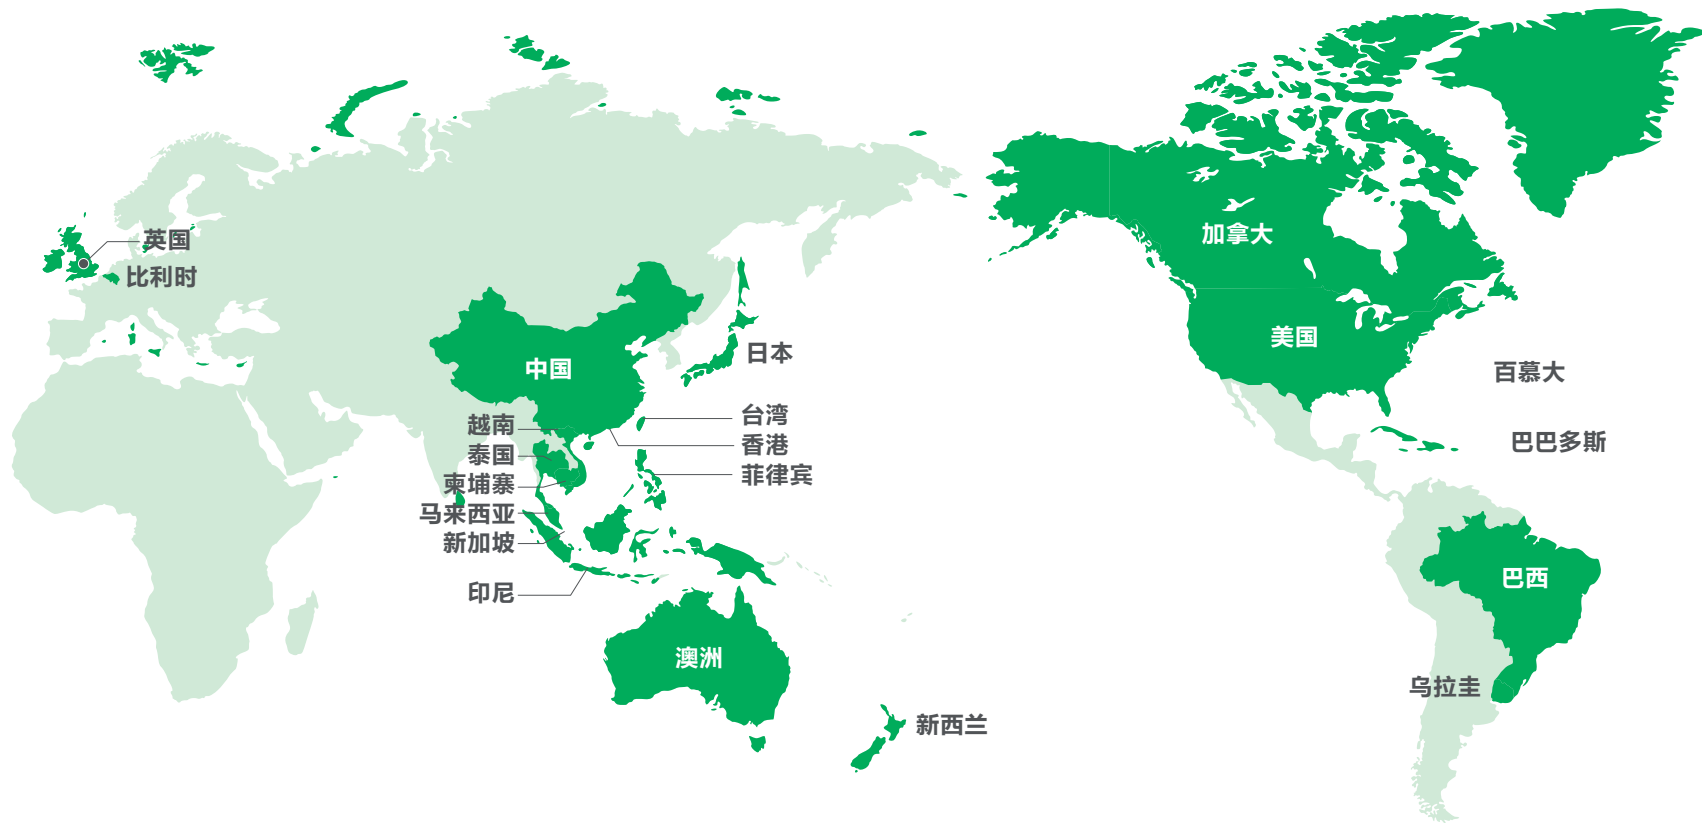 英国
比利时
加拿大
美国
中国
日本
百慕大
越南
台湾
泰国
香港
巴巴多斯
柬埔寨
菲律宾
马来西亚
新加坡
印尼
巴西
澳洲
乌拉圭
新西兰